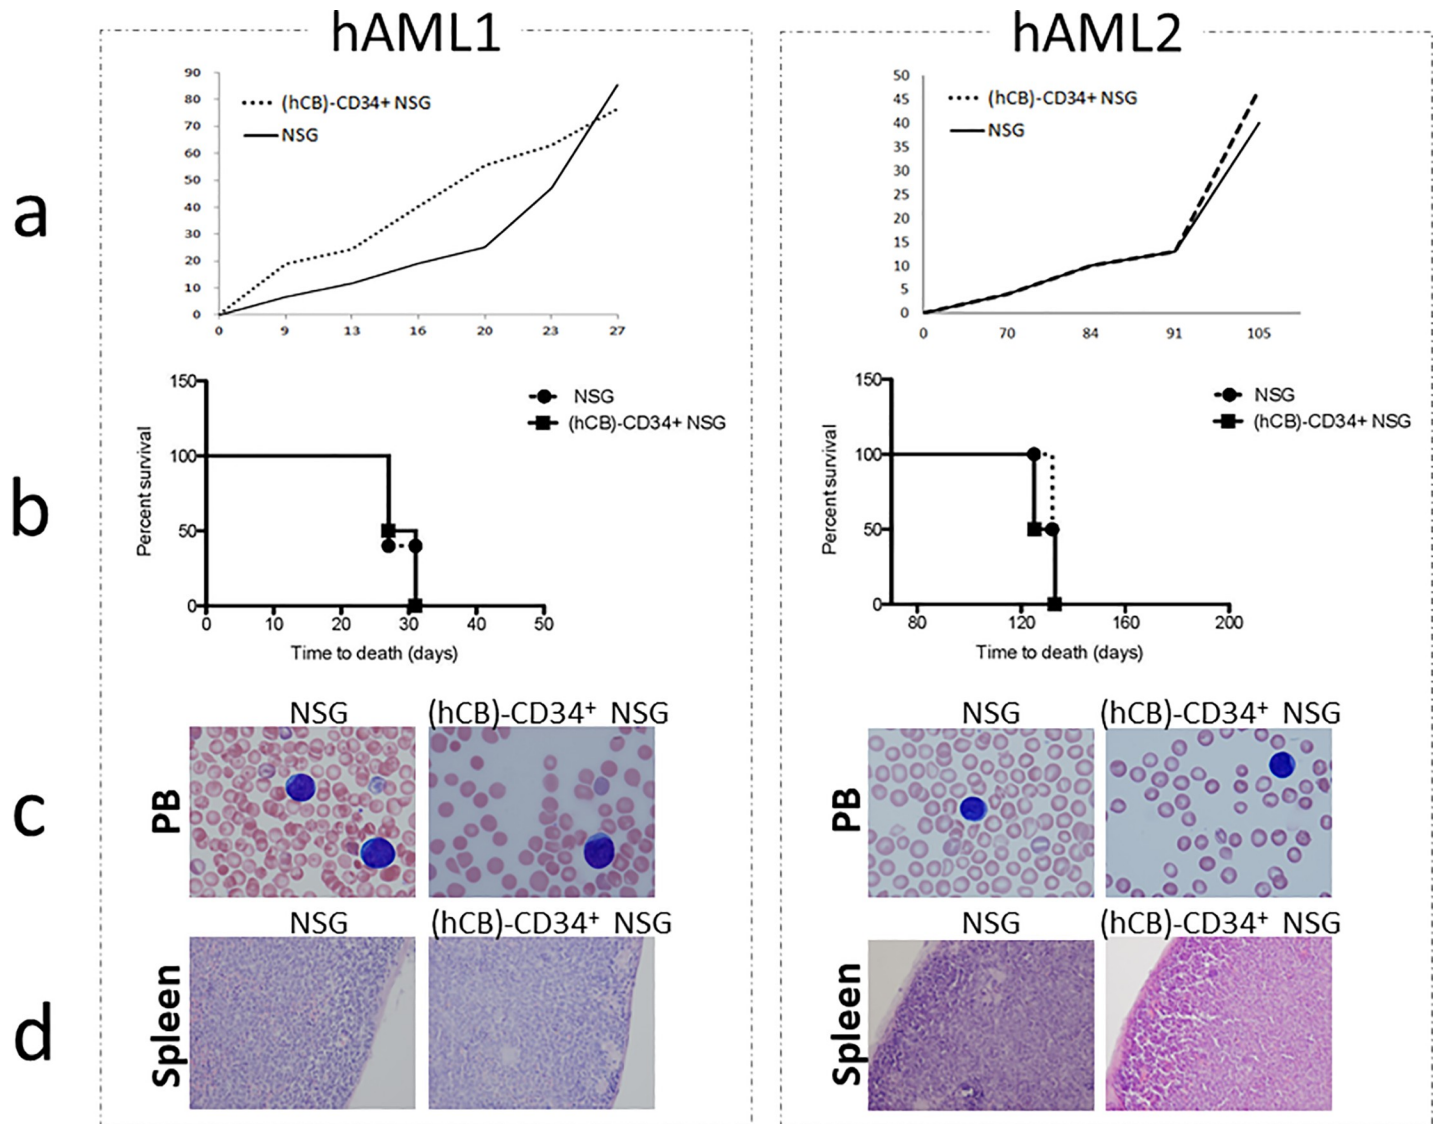 hAML1
hAML2
a
90
80
70
60
50
40
30
20
10
0
(hCB)-CD34+ NSG
NSG
0 9 13 16 20 23 27
50
45
40
35
30
25
20
15
10
5
0
(hCB)-CD34+ NSG
NSG
0 70 84 91 105
b
150
100
50
0
Percent survival
NSG
(hCB)-CD34+ NSG
0 10 20 30 40 50
Time to death (days)
150
100
50
0
Percent survival
NSG
(hCB)-CD34+ NSG
80 120 160 200
Time to death (days)
c
PB
NSG (hCB)-CD34+ NSG
PB
NSG (hCB)-CD34+ NSG
d
Spleen
NSG (hCB)-CD34+ NSG
Spleen
NSG (hCB)-CD34+ NSG